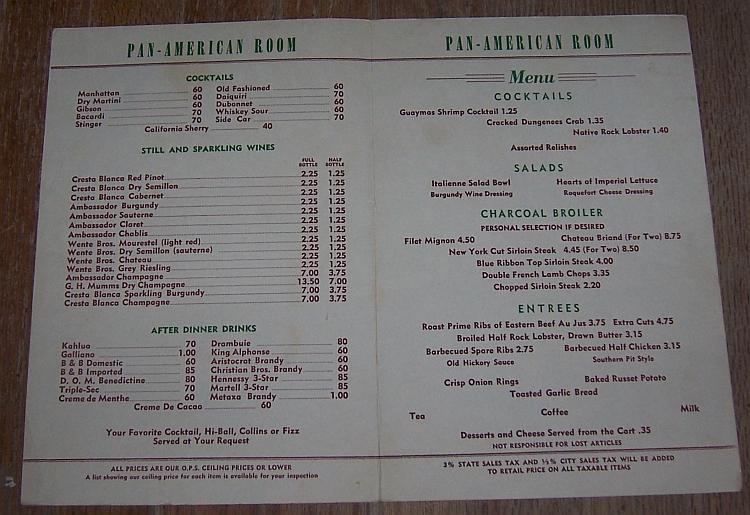 PAN-AMERICAN ROOM
COCKTAILS
Manhattan 60
Dry Martini 60
Gibson 60
Bacardi 70
Stinger 70
Old Fashioned 60
Daiquiri 70
Dubonnet 60
Whiskey Sour 60
Side Car 70
California Sherry 40
STILL AND SPARKLING WINES
FULL BOTTLE HALF BOTTLE
Cresta Blanca Red Pinot 2.25 1.25
Cresta Blanca Dry Semillon 2.25 1.25
Cresta Blanca Cabernet 2.25 1.25
Ambassador Burgundy 2.25 1.25
Ambassador Sauterne 2.25 1.25
Ambassador Claret 2.25 1.25
Ambassador Chablis 2.25 1.25
Wente Bros. Mourestel (light red) 2.25 1.25
Wente Bros. Dry Semillon (sauterne) 2.25 1.25
Wente Bros. Chateau 2.25 1.25
Wente Bros. Grey Riesling 2.25 1.25
Ambassador Champagne 7.00 3.75
G. H. Mumms Dry Champagne 13.50 7.00
Cresta Blanca Sparkling Burgundy 7.00 3.75
Cresta Blanca Champagne 7.00 3.75
AFTER DINNER DRINKS
Kahlua 70
Galliano 1.00
B & B Domestic 60
B & B Imported 85
D. O. M. Benedictine 80
Triple-Sec 70
Creme de Menthe 60
Drambuie 80
King Alphonse 60
Aristocrat Brandy 60
Christian Bros. Brandy 60
Hennessy 3-Star 85
Martell 3-Star 85
Metaxa Brandy 1.00
Creme De Cacao 60
Your Favorite Cocktail, Hi-Ball, Collins or Fizz
Served at Your Request
ALL PRICES ARE OUR O.P.S. CEILING PRICES OR LOWER
A list showing our ceiling price for each item is available for your inspection
PAN-AMERICAN ROOM
Menu
COCKTAILS
Guaymas Shrimp Cocktail 1.25
Cracked Dungenees Crab 1.35
Native Rock Lobster 1.40
Assorted Relishes
SALADS
Italienne Salad Bowl Hearts of Imperial Lettuce
Burgundy Wine Dressing Roquefort Cheese Dressing
CHARCOAL BROILER
PERSONAL SELECTION IF DESIRED
Filet Mignon 4.50 Chateau Briand (For Two) 8.75
New York Cut Sirloin Steak 4.45 (For Two) 8.50
Blue Ribbon Top Sirloin Steak 4.00
Double French Lamb Chops 3.35
Chopped Sirloin Steak 2.20
ENTREES
Roast Prime Ribs of Eastern Beef Au Jus 3.75 Extra Cuts 4.75
Broiled Half Rock Lobster, Drawn Butter 3.15
Barbecued Spare Ribs 2.75 Barbecued Half Chicken 3.15
Old Hickory Sauce Southern Pit Style
Crisp Onion Rings Baked Russet Potato
Toasted Garlic Bread
Tea Coffee Milk
Desserts and Cheese Served from the Cart .35
NOT RESPONSIBLE FOR LOST ARTICLES
3% STATE SALES TAX AND ½% CITY SALES TAX WILL BE ADDED
TO RETAIL PRICE ON ALL TAXABLE ITEMS